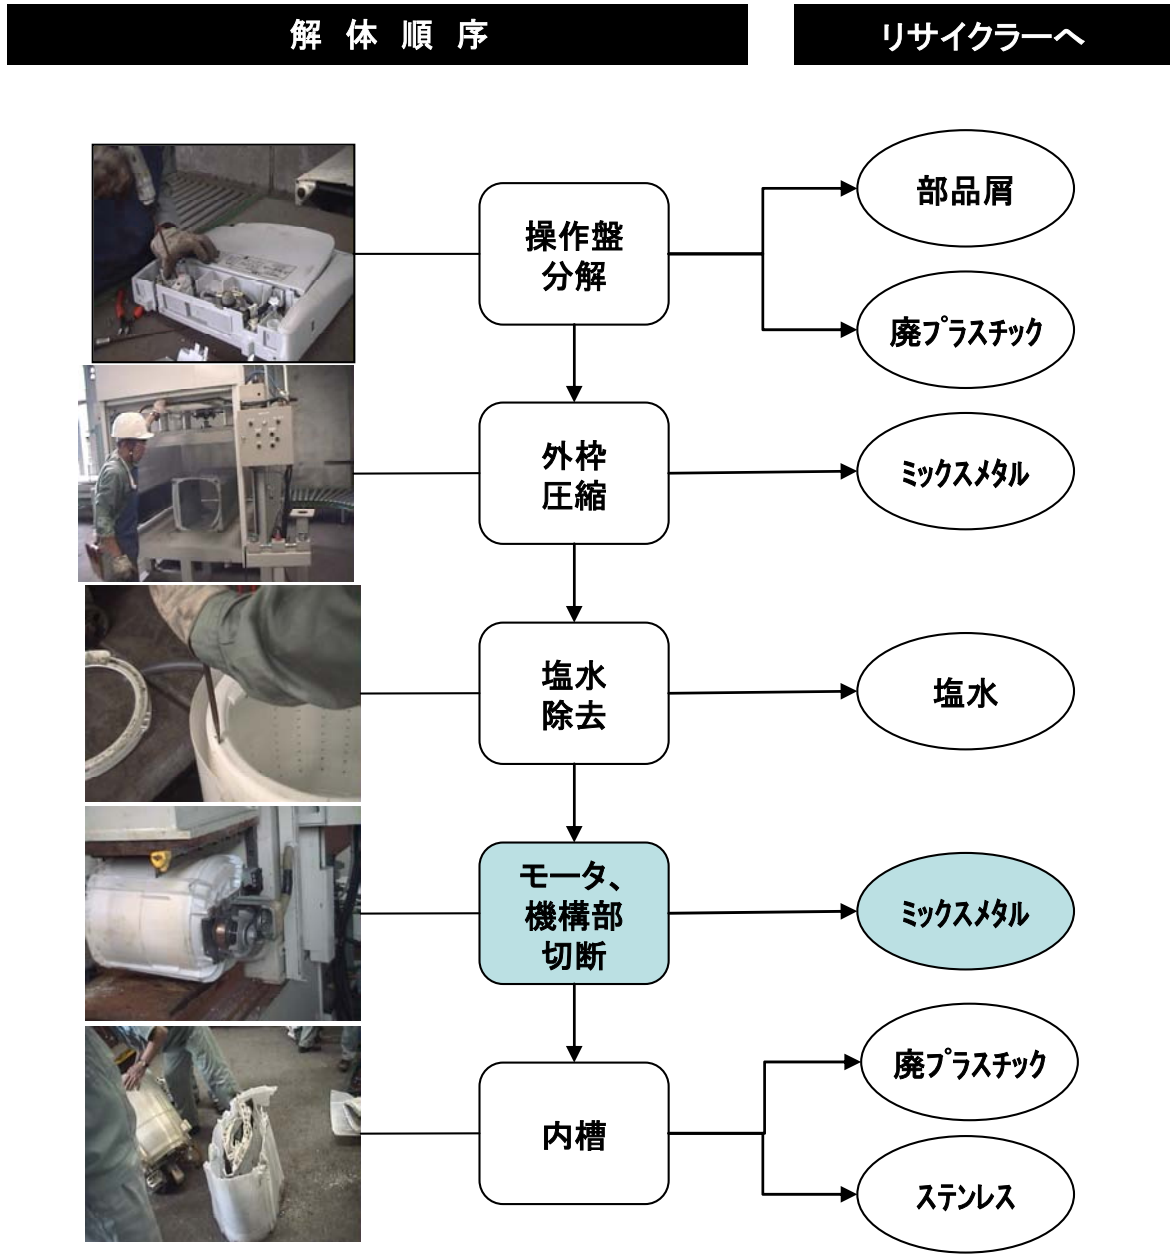 解体順序
リサイクラーへ
操作盤
分解
部品屑
廃プラスチック
外枠
圧縮
ミックスメタル
塩水
除去
塩水
モータ、
機構部
切断
ミックスメタル
内槽
廃プラスチック
ステンレス